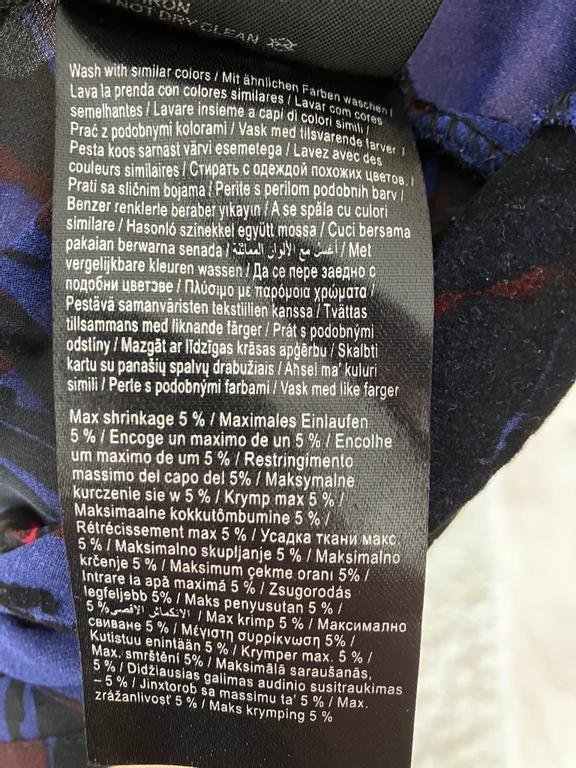 RON
NOT DRY CLEAN
Wash with similar colors / Mit ähnlichen Farben waschen /
Lava la prenda con colores similares / Lavar com cores
semelhantes / Lavare insieme a capi di colori simili /
Prać z podobnymi kolorami / Vask med tilsvarende farver /
Pesta koos sarnast värvi esemetega / Lavez avec des
couleurs similaires / Стирать с одеждой похожих цветов. /
Prati sa sličnim bojama / Perite s perilom podobnih barv /
Benzer renklerle beraber yıkayın / A se spăla cu culori
similare / Hasonló színekkel együtt mossa / Cuci bersama
pakaian berwarna senada / أغسل مع الألوان المماثلة / Met
vergelijkbare kleuren wassen / Да се пере заедно с
подобни цветове / Πλύσιμο με παρόμοια χρώματα /
Pestävä samanväristen tekstiilien kanssa / Tvättas
tillsammans med liknande färger / Prát s podobnými
odstíny / Mazgāt ar līdzīgas krāsas apģērbu / Skalbti
kartu su panašių spalvų drabužiais / Aħsel ma' kuluri
simili / Perte s podobnými farbami / Vask med like farger
Max shrinkage 5 % / Maximales Einlaufen
5 % / Encoge un maximo de un 5 % / Encolhe
um maximo de um 5 % / Restringimento
massimo del capo del 5% / Maksymalne
kurczenie sie w 5 % / Krymp max 5 % /
Maksimaalne kokkutõmbumine 5 % /
Rétrécissement max 5 % / Усадка ткани макс.
5 % / Maksimalno skupljanje 5 % / Maksimalno
krčenje 5 % / Maksimum çekme oranı 5% /
Intrare la apă maximă 5 % / Zsugorodás
legfeljebb 5% / Maks penyusutan 5 % /
5 % الانكماش الاقصى / Max krimp 5 % / Максимално
свиване 5 % / Μέγιστη συρρίκνωση 5% /
Kutistuu enintään 5 % / Krymper max. 5 % /
Max. smrštění 5% / Maksimālā saraušanās,
5 % / Didžiausias galimas audinio susitraukimas
– 5 % / Jinxtorob sa massimu ta' 5 % / Max.
zrážanlivosť 5 % / Maks krymping 5 %